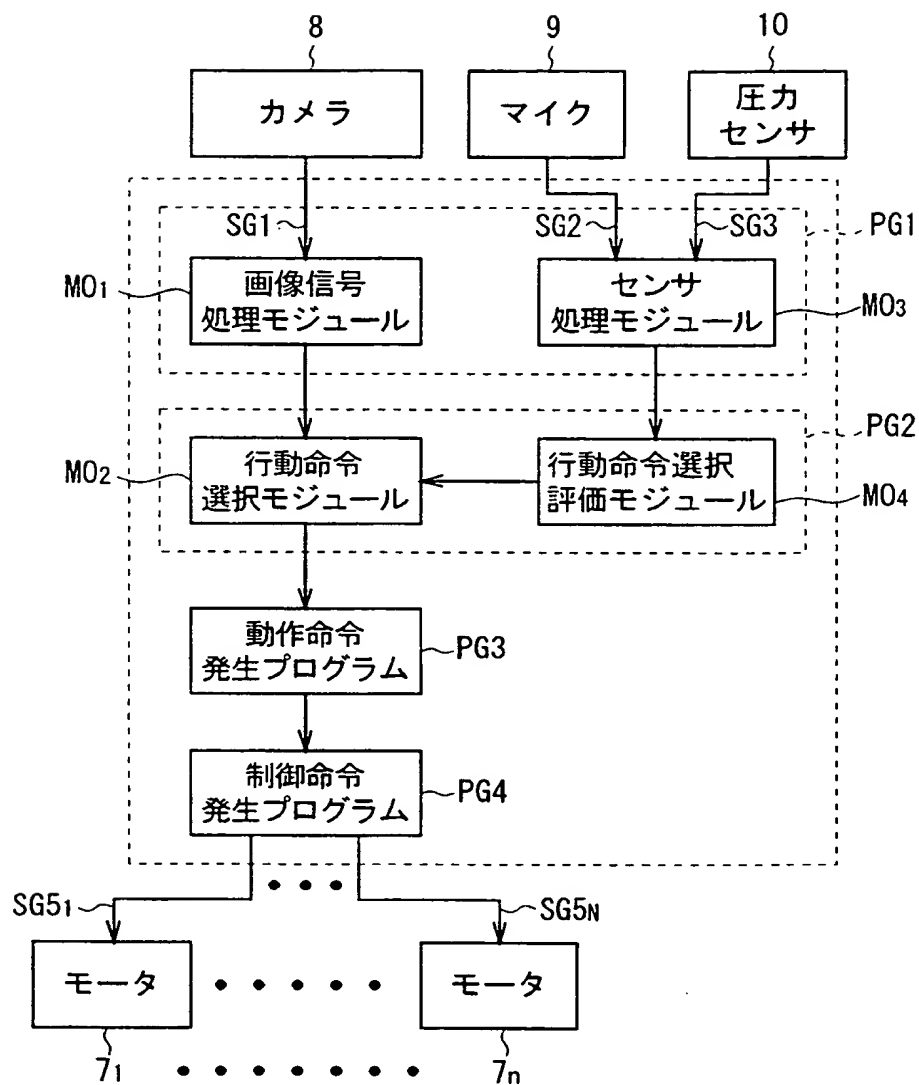 8
9
10
カメラ
マイク
圧力
センサ
SG1
SG2
SG3
PG1
MO1
画像信号
処理モジュール
センサ
処理モジュール
MO3
PG2
MO2
行動命令
選択モジュール
行動命令選択
評価モジュール
MO4
動作命令
発生プログラム
PG3
制御命令
発生プログラム
PG4
SG51
SG5N
モータ
モータ
71
7n